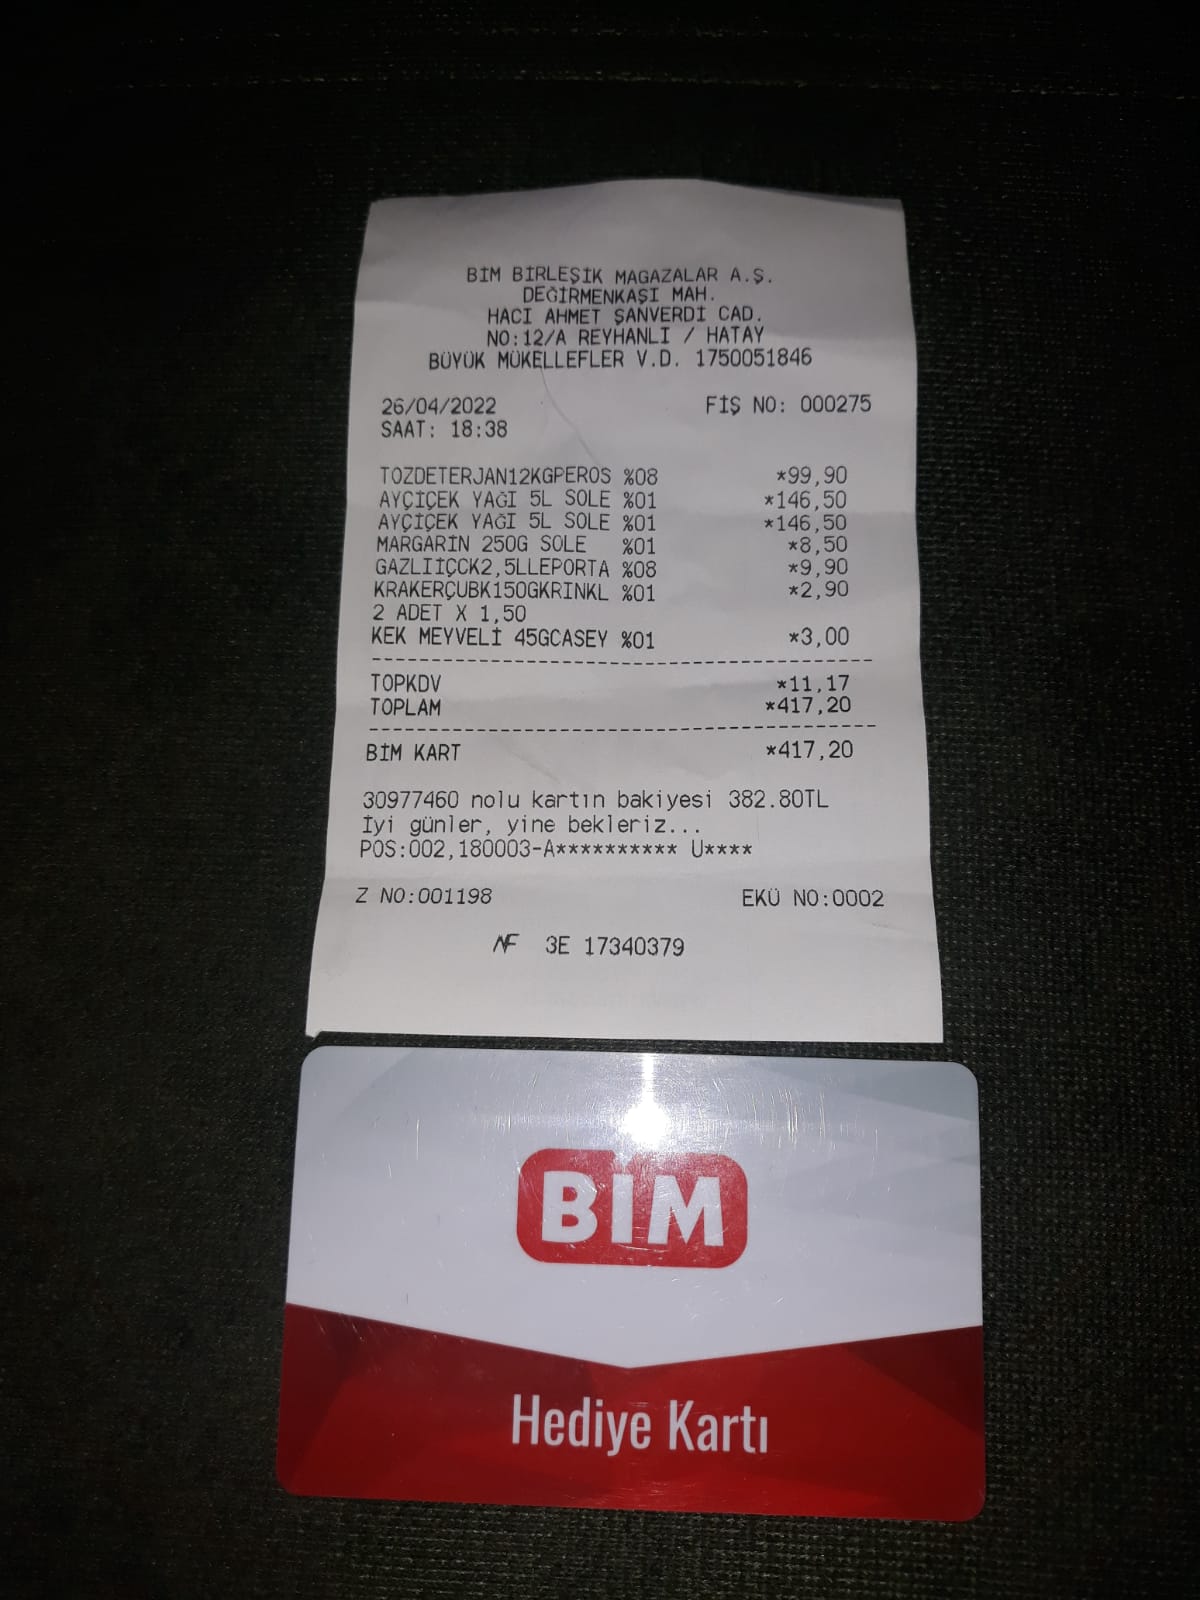 BİM BİRLEŞİK MAGAZALAR A.Ş.
DEĞİRMENKAŞI MAH.
HACI AHMET ŞANVERDİ CAD.
NO:12/A REYHANLI / HATAY
BÜYÜK MÜKELLEFLER V.D. 1750051846
26/04/2022 FİŞ NO: 000275
SAAT: 18:38
TOZDETERJAN12KGPEROS %08 *99,90
AYÇİÇEK YAĞI 5L SOLE %01 *146,50
AYÇİÇEK YAĞI 5L SOLE %01 *146,50
MARGARİN 250G SOLE %01 *8,50
GAZLIİÇCK2,5LLEPORTA %08 *9,90
KRAKERÇUBK150GKRINKL %01 *2,90
2 ADET X 1,50
KEK MEYVELİ 45GCASEY %01 *3,00
TOPKDV *11,17
TOPLAM *417,20
BİM KART *417,20
30977460 nolu kartın bakiyesi 382.80TL
İyi günler, yine bekleriz...
POS:002,180003-A********** U****
Z NO:001198 EKÜ NO:0002
MF 3E 17340379
BİM
Hediye Kartı